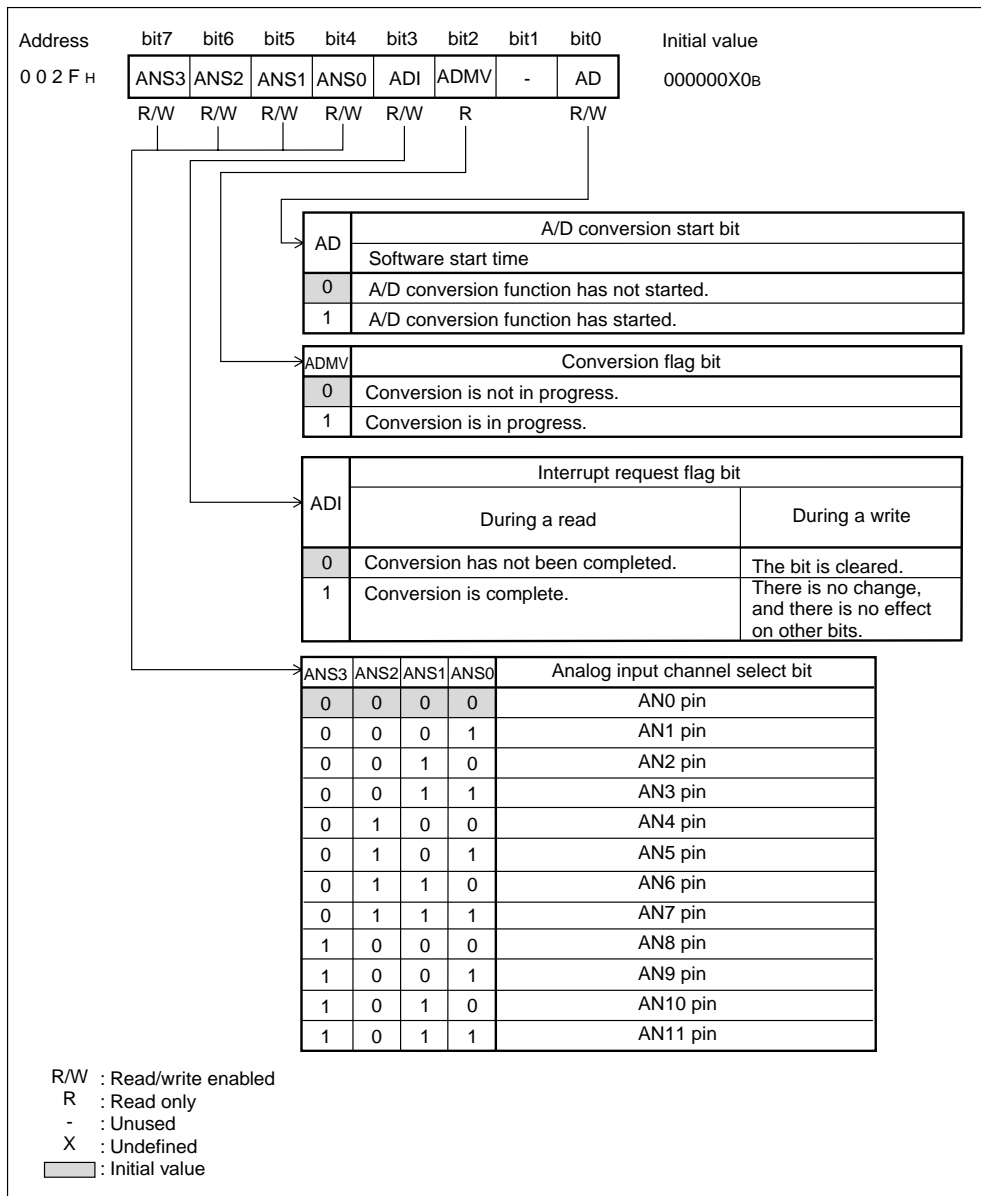 Address bit7 bit6 bit5 bit4 bit3 bit2 bit1 bit0 Initial value
002FH ANS3 ANS2 ANS1 ANS0 ADI ADMV - AD 000000X0B
R/W R/W R/W R/W R/W R R/W
AD A/D conversion start bit
Software start time
0 A/D conversion function has not started.
1 A/D conversion function has started.
ADMV Conversion flag bit
0 Conversion is not in progress.
1 Conversion is in progress.
ADI Interrupt request flag bit
During a read During a write
0 Conversion has not been completed. The bit is cleared.
1 Conversion is complete. There is no change,
and there is no effect
on other bits.
ANS3 ANS2 ANS1 ANS0 Analog input channel select bit
0 0 0 0 AN0 pin
0 0 0 1 AN1 pin
0 0 1 0 AN2 pin
0 0 1 1 AN3 pin
0 1 0 0 AN4 pin
0 1 0 1 AN5 pin
0 1 1 0 AN6 pin
0 1 1 1 AN7 pin
1 0 0 0 AN8 pin
1 0 0 1 AN9 pin
1 0 1 0 AN10 pin
1 0 1 1 AN11 pin
R/W : Read/write enabled
R : Read only
- : Unused
X : Undefined
: Initial value